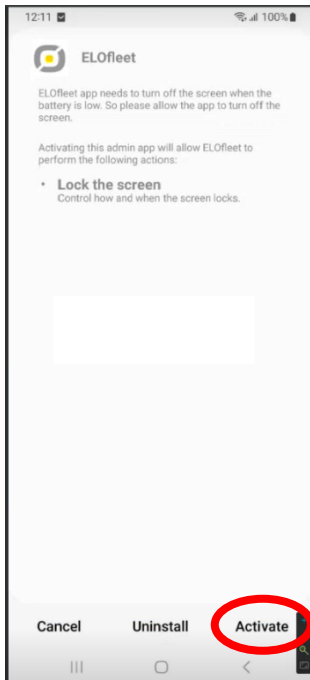 12:11 100%
ELOfleet
ELOfleet app needs to turn off the screen when the
battery is low. So please allow the app to turn off the
screen.
Activating this admin app will allow ELOfleet to
perform the following actions:
• Lock the screen
Control how and when the screen locks.
Cancel Uninstall Activate